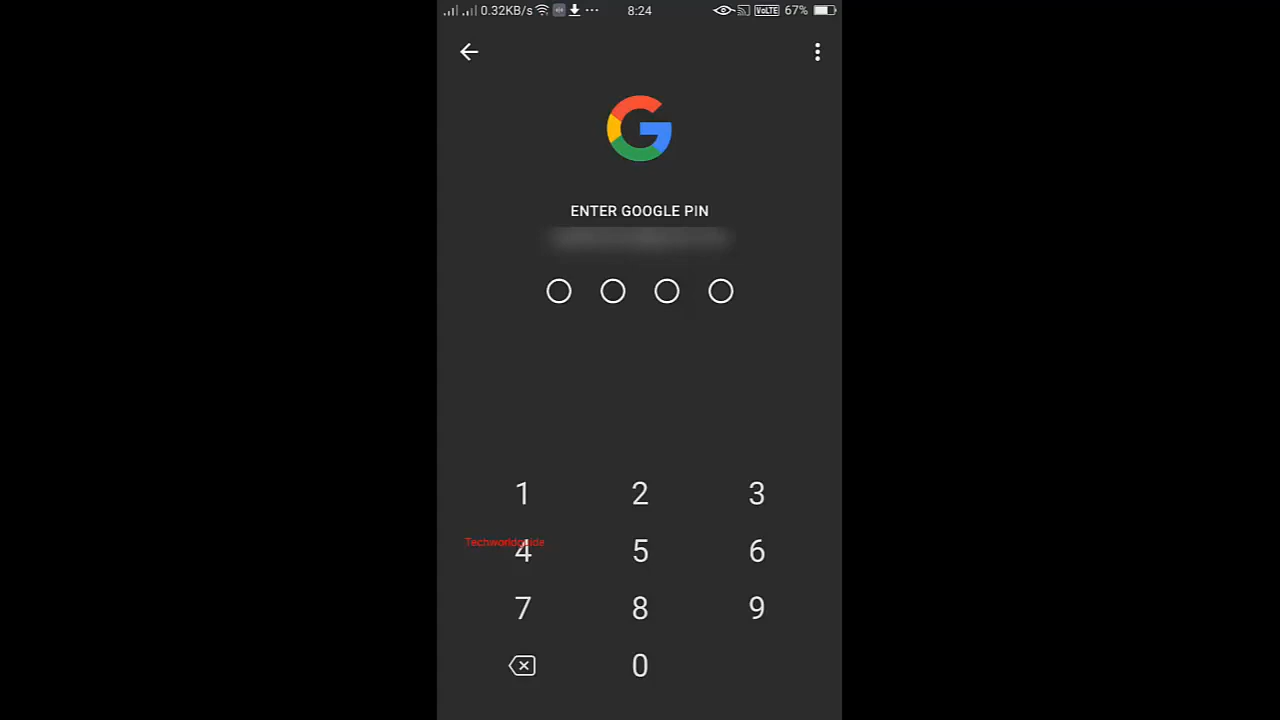 0.32KB/s 8:24 VoLTE 67%
ENTER GOOGLE PIN
1 2 3
Techworldguide
4 5 6
7 8 9
0